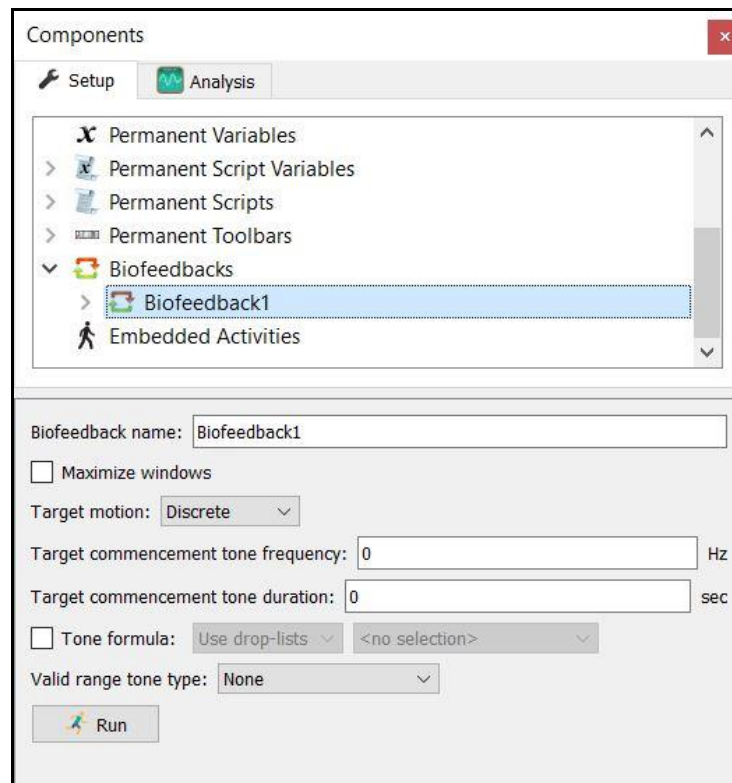 Components
Setup Analysis
Permanent Variables
Permanent Script Variables
Permanent Scripts
Permanent Toolbars
Biofeedbacks
Biofeedback1
Embedded Activities
Biofeedback name: Biofeedback1
Maximize windows
Target motion: Discrete
Target commencement tone frequency: 0 Hz
Target commencement tone duration: 0 sec
Tone formula: Use drop-lists <no selection>
Valid range tone type: None
Run